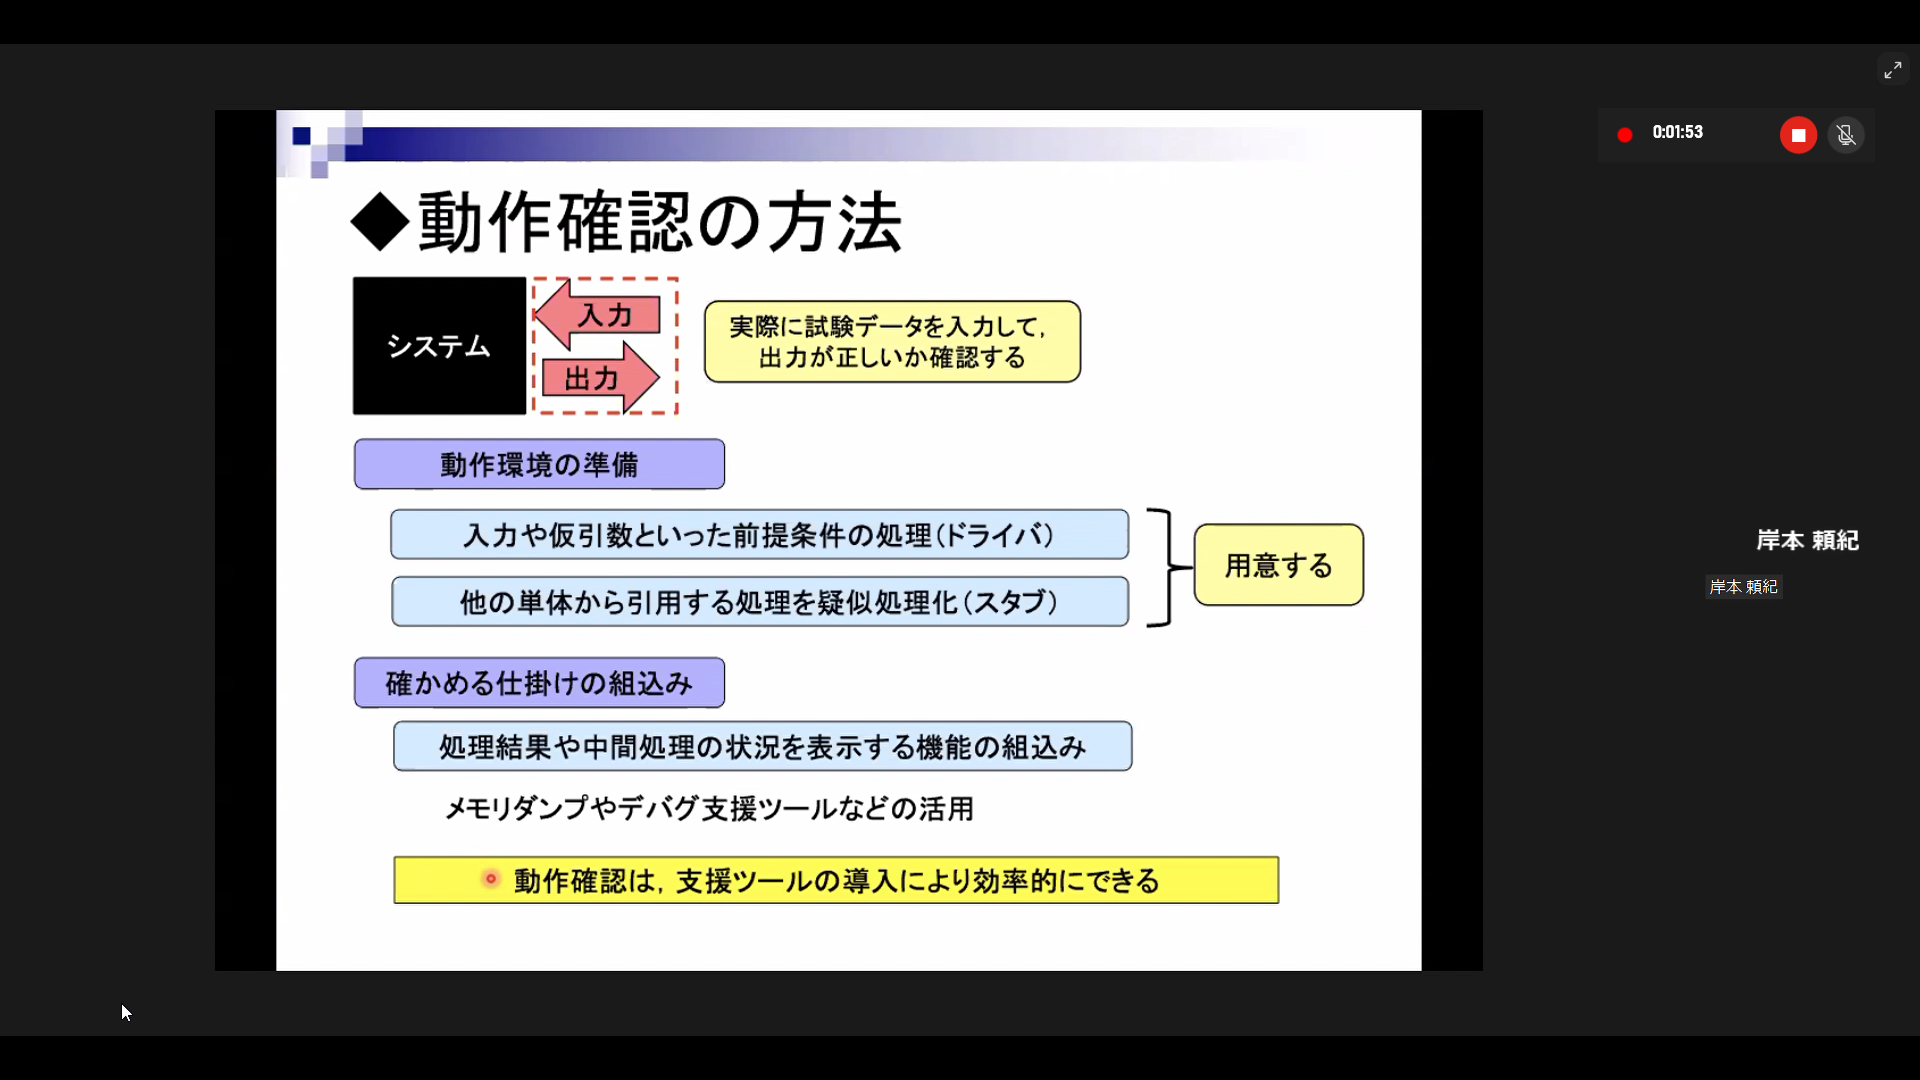 0:01:53
◆動作確認の方法
システム
入力
出力
実際に試験データを入力して,
出力が正しいか確認する
動作環境の準備
入力や仮引数といった前提条件の処理(ドライバ)
他の単体から引用する処理を疑似処理化(スタブ)
用意する
確かめる仕掛けの組込み
処理結果や中間処理の状況を表示する機能の組込み
メモリダンプやデバグ支援ツールなどの活用
動作確認は, 支援ツールの導入により効率的にできる
岸本 頼紀
岸本 頼紀